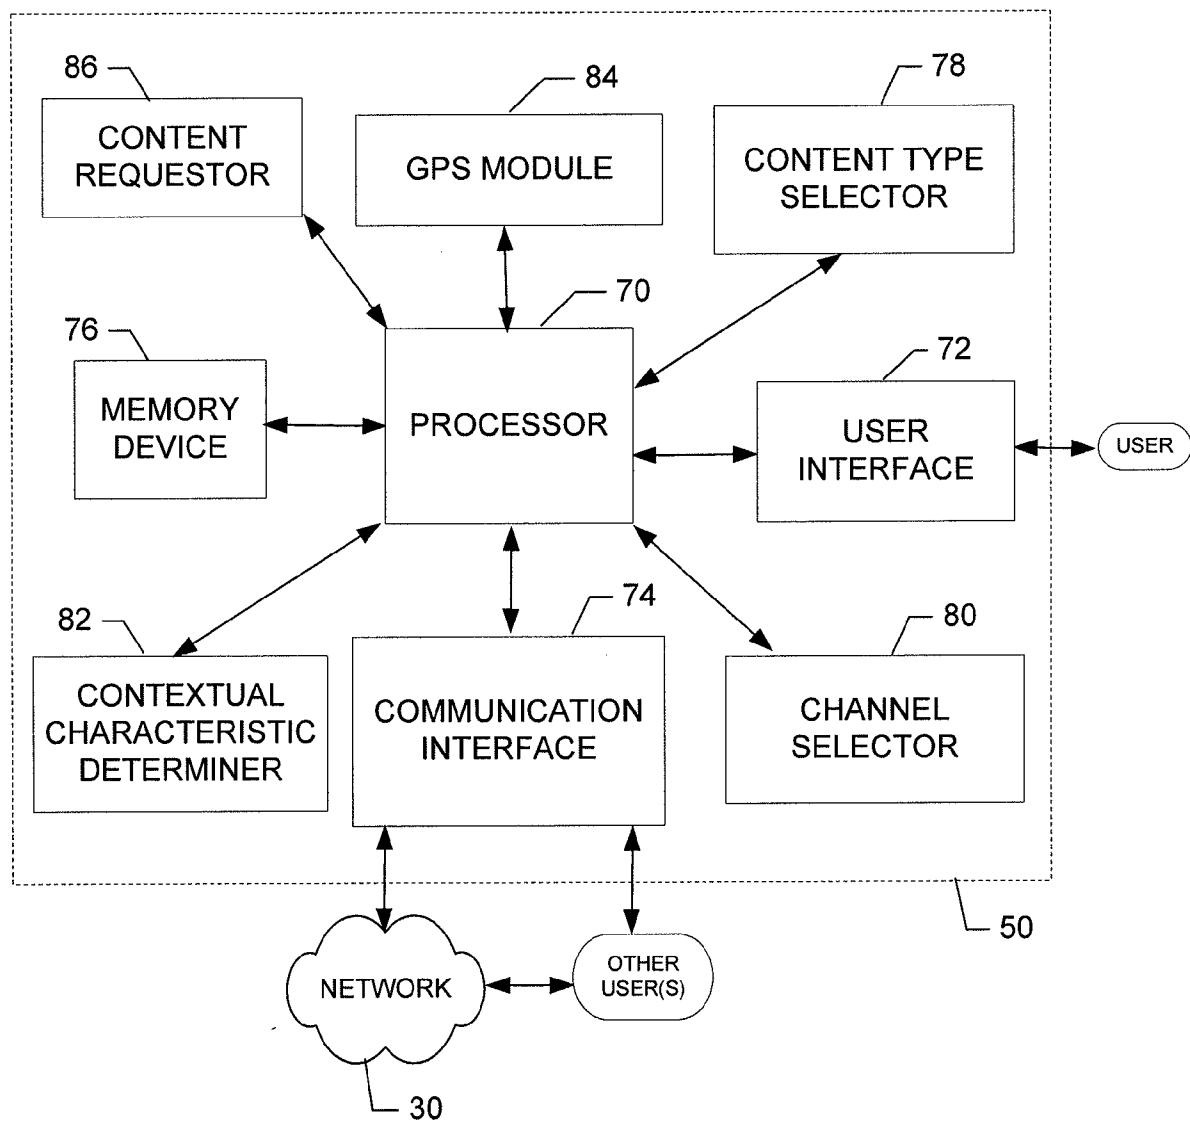 86
CONTENT
REQUESTOR
84
GPS MODULE
78
CONTENT TYPE
SELECTOR
76
MEMORY
DEVICE
70
PROCESSOR
72
USER
INTERFACE
USER
82
CONTEXTUAL
CHARACTERISTIC
DETERMINER
74
COMMUNICATION
INTERFACE
80
CHANNEL
SELECTOR
50
NETWORK
OTHER
USER(S)
30